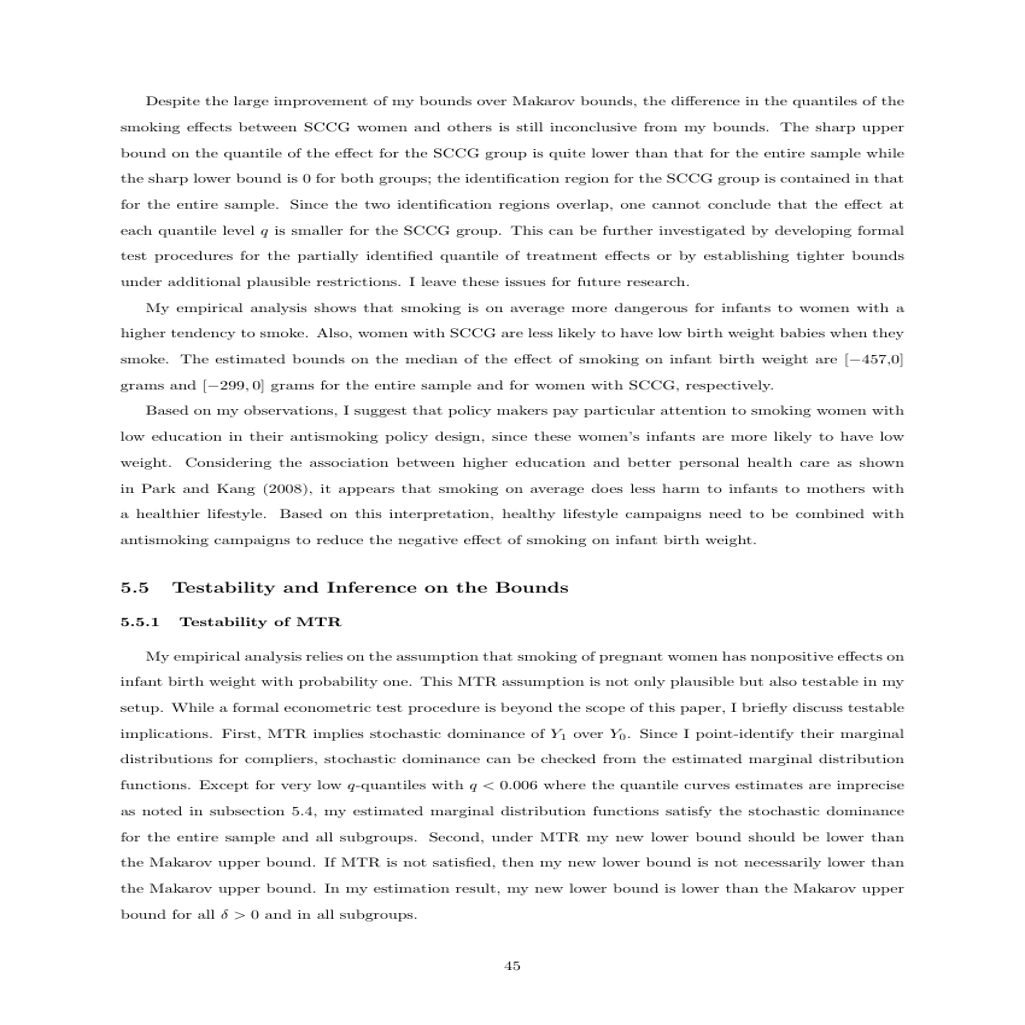 Despite the large improvement of my bounds over Makarov bounds, the difference in the quantiles of the
smoking effects between SCCG women and others is still inconclusive from my bounds. The sharp upper
bound on the quantile of the effect for the SCCG group is quite lower than that for the entire sample while
the sharp lower bound is 0 for both groups; the identification region for the SCCG group is contained in that
for the entire sample. Since the two identification regions overlap, one cannot conclude that the effect at
each quantile level q is smaller for the SCCG group. This can be further investigated by developing formal
test procedures for the partially identified quantile of treatment effects or by establishing tighter bounds
under additional plausible restrictions. I leave these issues for future research.
My empirical analysis shows that smoking is on average more dangerous for infants to women with a
higher tendency to smoke. Also, women with SCCG are less likely to have low birth weight babies when they
smoke. The estimated bounds on the median of the effect of smoking on infant birth weight are [−457,0]
grams and [−299, 0] grams for the entire sample and for women with SCCG, respectively.
Based on my observations, I suggest that policy makers pay particular attention to smoking women with
low education in their antismoking policy design, since these women's infants are more likely to have low
weight. Considering the association between higher education and better personal health care as shown
in Park and Kang (2008), it appears that smoking on average does less harm to infants to mothers with
a healthier lifestyle. Based on this interpretation, healthy lifestyle campaigns need to be combined with
antismoking campaigns to reduce the negative effect of smoking on infant birth weight.
5.5 Testability and Inference on the Bounds
5.5.1 Testability of MTR
My empirical analysis relies on the assumption that smoking of pregnant women has nonpositive effects on
infant birth weight with probability one. This MTR assumption is not only plausible but also testable in my
setup. While a formal econometric test procedure is beyond the scope of this paper, I briefly discuss testable
implications. First, MTR implies stochastic dominance of Y₁ over Y₀. Since I point-identify their marginal
distributions for compliers, stochastic dominance can be checked from the estimated marginal distribution
functions. Except for very low q-quantiles with q < 0.006 where the quantile curves estimates are imprecise
as noted in subsection 5.4, my estimated marginal distribution functions satisfy the stochastic dominance
for the entire sample and all subgroups. Second, under MTR my new lower bound should be lower than
the Makarov upper bound. If MTR is not satisfied, then my new lower bound is not necessarily lower than
the Makarov upper bound. In my estimation result, my new lower bound is lower than the Makarov upper
bound for all δ > 0 and in all subgroups.
45